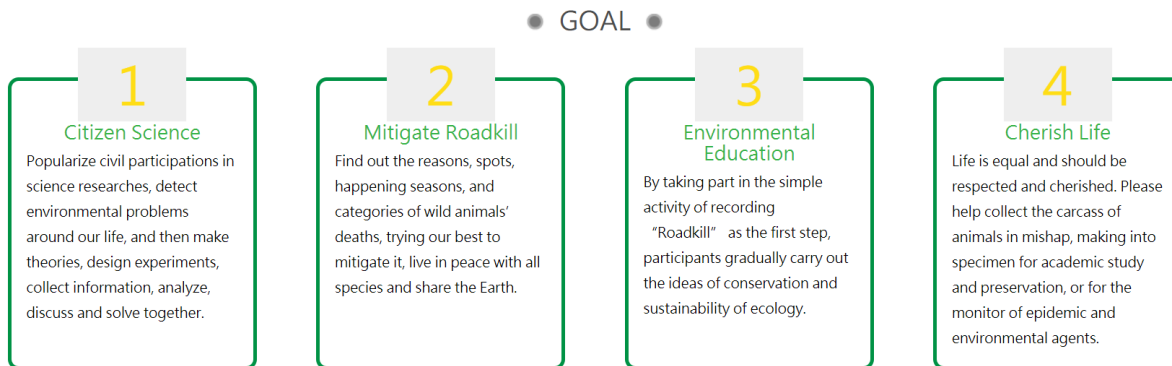 GOAL
1
Citizen Science
Popularize civil participations in
science researches, detect
environmental problems
around our life, and then make
theories, design experiments,
collect information, analyze,
discuss and solve together.
2
Mitigate Roadkill
Find out the reasons, spots,
happening seasons, and
categories of wild animals’
deaths, trying our best to
mitigate it, live in peace with all
species and share the Earth.
3
Environmental
Education
By taking part in the simple
activity of recording
“Roadkill” as the first step,
participants gradually carry out
the ideas of conservation and
sustainability of ecology.
4
Cherish Life
Life is equal and should be
respected and cherished. Please
help collect the carcass of
animals in mishap, making into
specimen for academic study
and preservation, or for the
monitor of epidemic and
environmental agents.